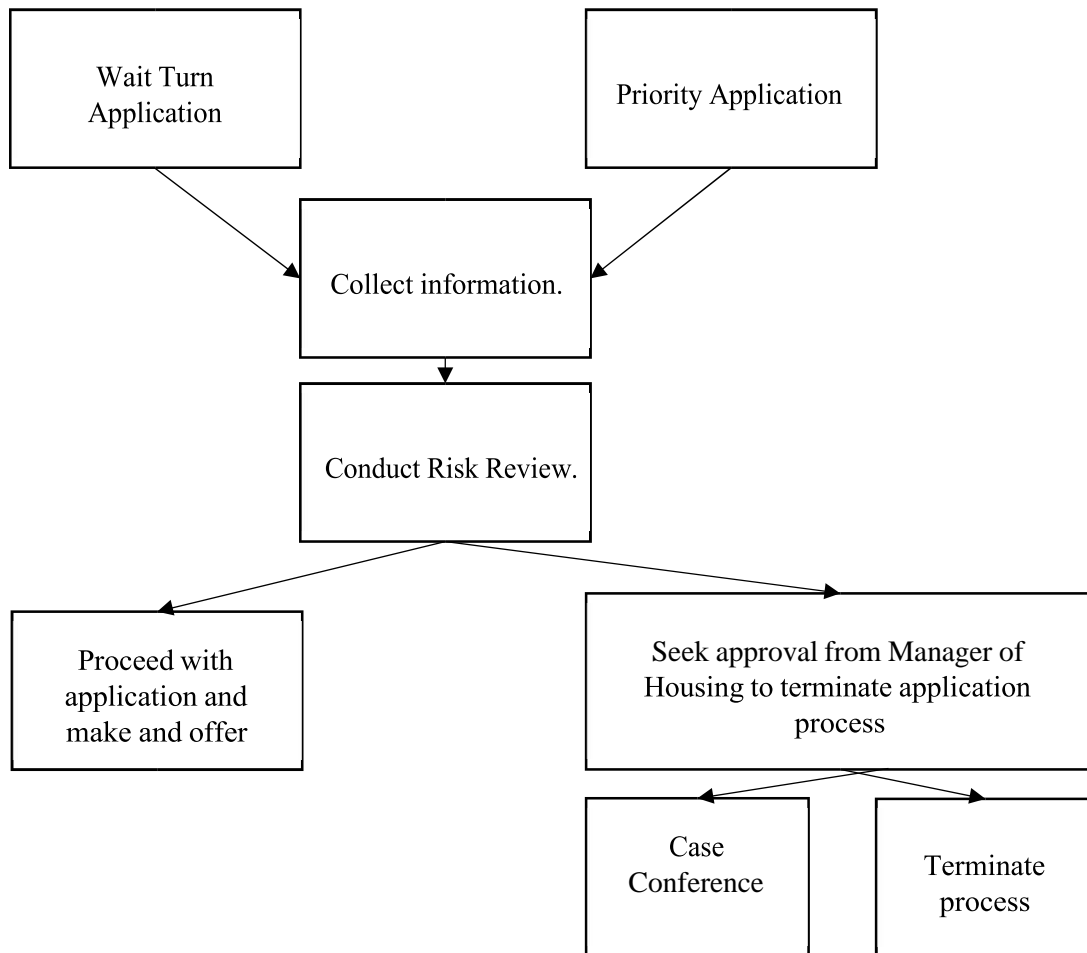 Wait Turn
Application
Priority Application
Collect information.
Conduct Risk Review.
Proceed with
application and
make and offer
Seek approval from Manager of
Housing to terminate application
process
Case
Conference
Terminate
process